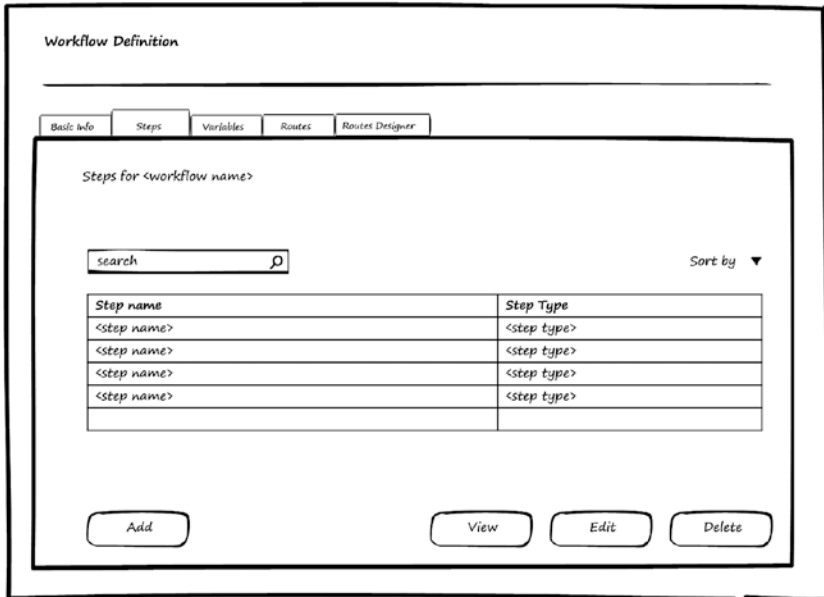 Workflow Definition
Basic Info Steps Variables Routes Routes Designer
Steps for <workflow name>
search Sort by
Step name Step Type
<step name> <step type>
<step name> <step type>
<step name> <step type>
<step name> <step type>
Add View Edit Delete